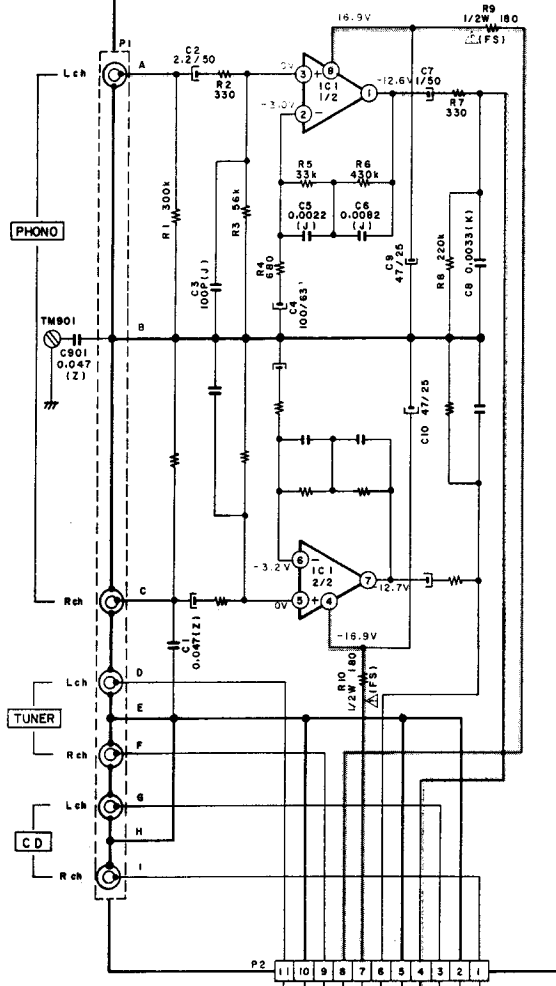 R9
16.9V
1/2W 180
(FS)
P1
A
C2
2.2/50
R2
330
0V
3
+
8
IC1
1/2
1
2
−
-3.0V
-12.6V
C7
1/50
R7
330
Lch
R5
33k
R6
430k
C5
0.0022
(J)
C6
0.0082
(J)
R1 300k
R3 56k
PHONO
C3
100P(J)
R4
680
C4
100/63
C9
47/25
R8 220k
C8 0.0033(K)
TM901
C901
0.047
(Z)
B
C10 47/25
6
−
-3.2V
IC1
2/2
7
-12.7V
5
+
4
0V
-16.9V
Rch
C
C1
0.047(Z)
R10
1/2W 180
(FS)
Lch
D
TUNER
E
Rch
F
Lch
G
CD
H
Rch
I
P2
11 10 9 8 7 6 5 4 3 2 1